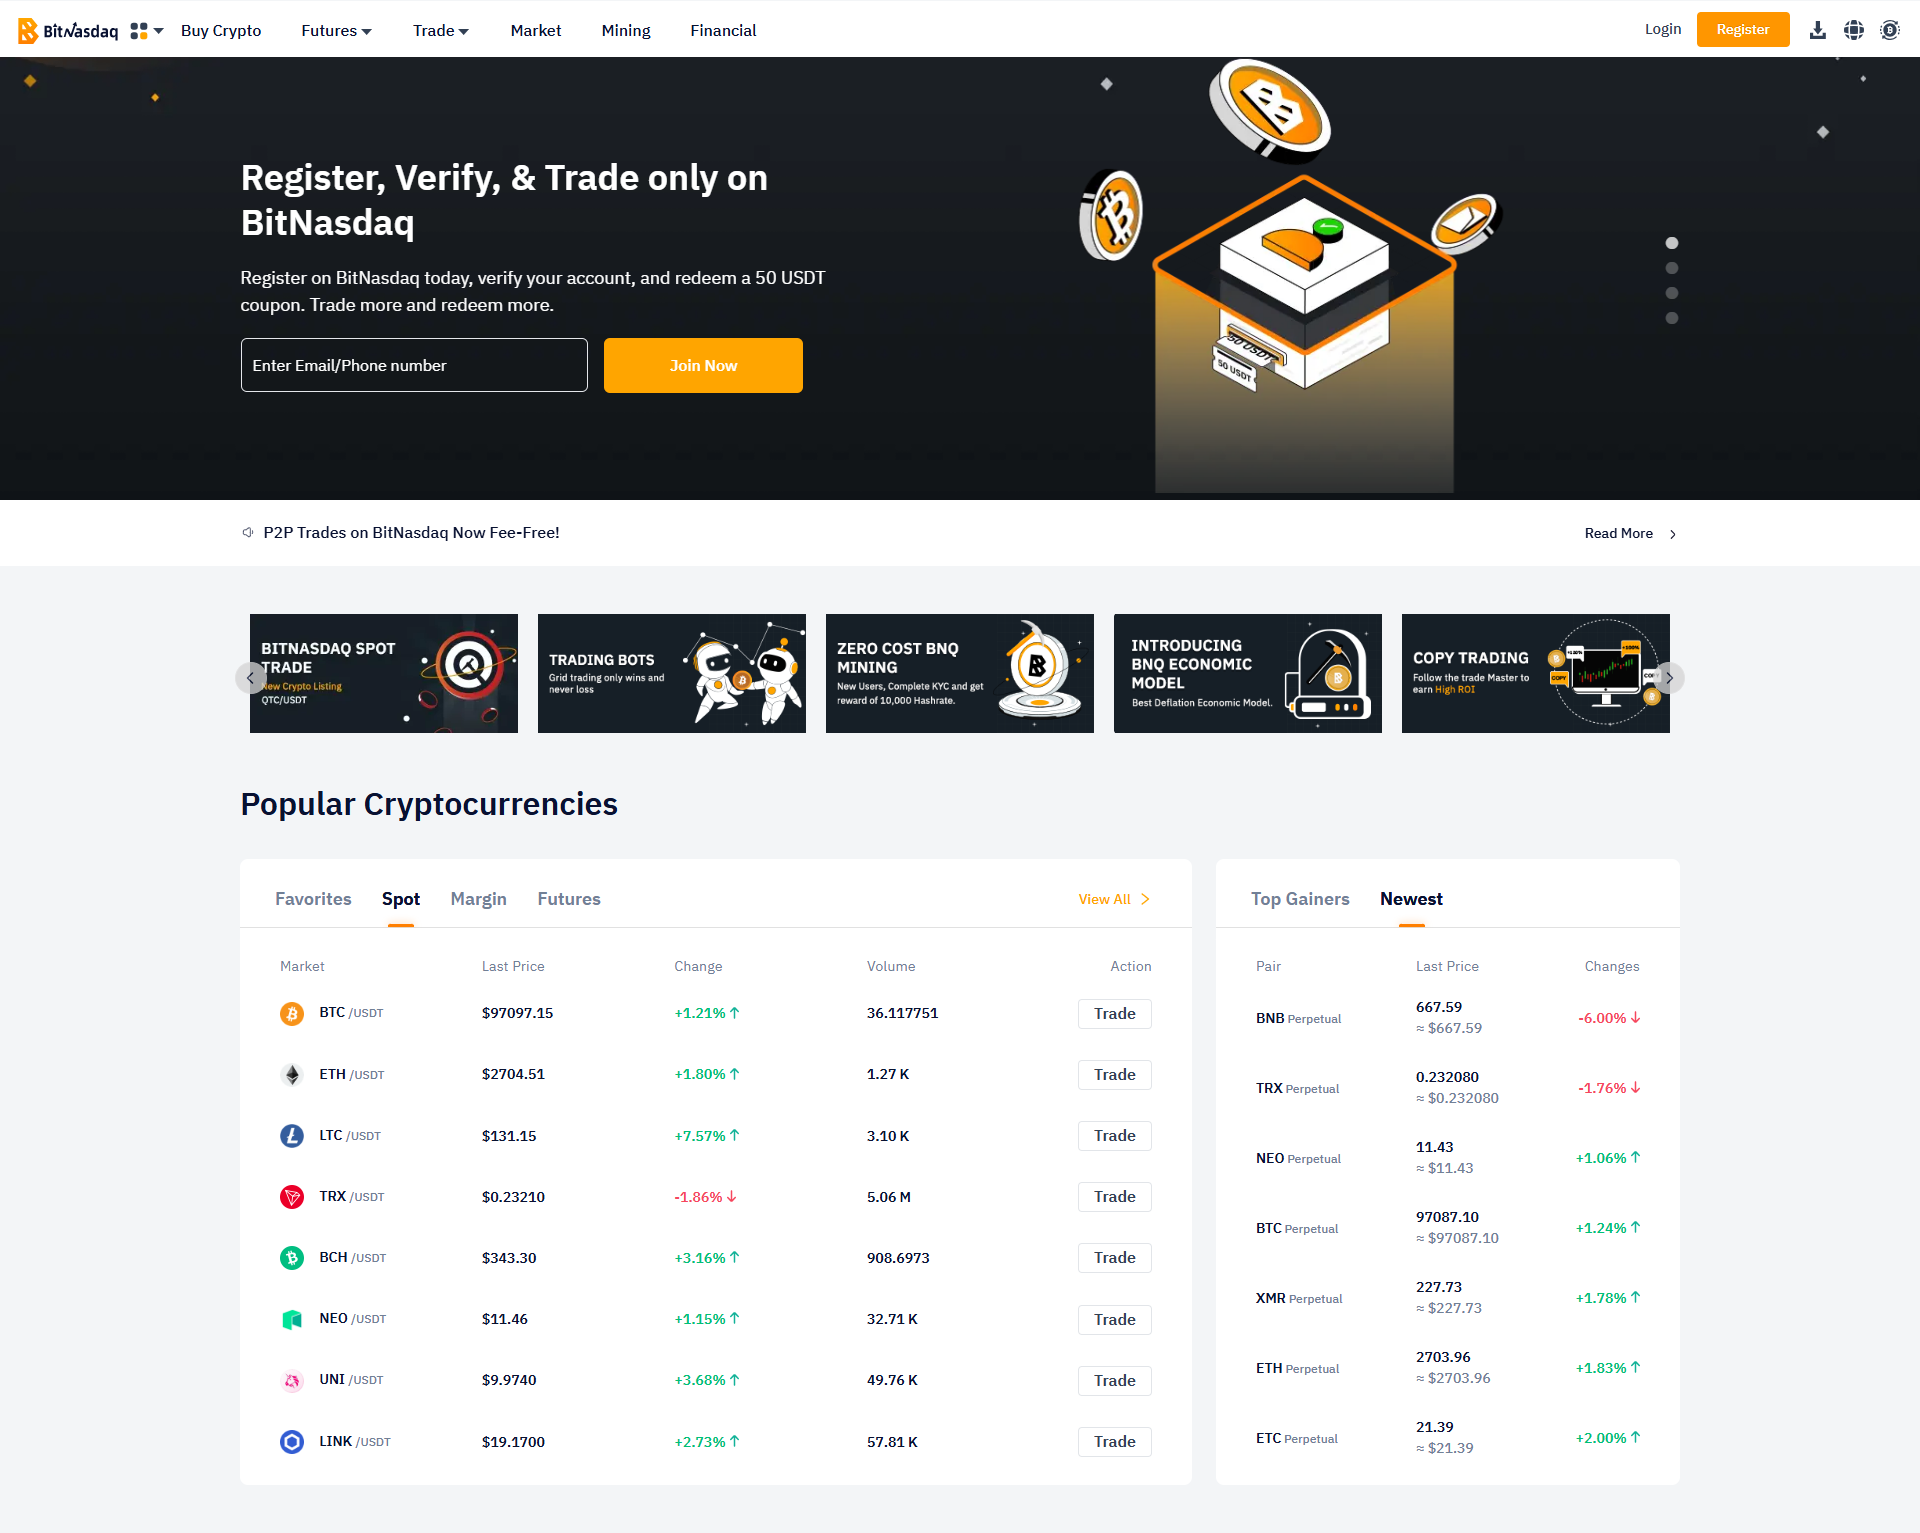 BitNasdaq
Buy Crypto
Futures
Trade
Market
Mining
Financial
Login
Register
Register, Verify, & Trade only on
BitNasdaq
Register on BitNasdaq today, verify your account, and redeem a 50 USDT
coupon. Trade more and redeem more.
Enter Email/Phone number
Join Now
50 USDT
50 USDT
P2P Trades on BitNasdaq Now Fee-Free!
Read More
BITNASDAQ SPOT
TRADE
New Crypto Listing
QTC/USDT
TRADING BOTS
Grid trading only wins and
never loss
ZERO COST BNQ
MINING
New Users, Complete KYC and get
reward of 10,000 Hashrate.
INTRODUCING
BNQ ECONOMIC
MODEL
Best Deflation Economic Model.
COPY TRADING
Follow the trade Master to
earn High ROI
COPY
Popular Cryptocurrencies
Favorites
Spot
Margin
Futures
View All
Market
Last Price
Change
Volume
Action
BTC /USDT
$97097.15
+1.21%
36.117751
Trade
ETH /USDT
$2704.51
+1.80%
1.27 K
Trade
LTC /USDT
$131.15
+7.57%
3.10 K
Trade
TRX /USDT
$0.23210
-1.86%
5.06 M
Trade
BCH /USDT
$343.30
+3.16%
908.6973
Trade
NEO /USDT
$11.46
+1.15%
32.71 K
Trade
UNI /USDT
$9.9740
+3.68%
49.76 K
Trade
LINK /USDT
$19.1700
+2.73%
57.81 K
Trade
Top Gainers
Newest
Pair
Last Price
Changes
BNB Perpetual
667.59
≈ $667.59
-6.00%
TRX Perpetual
0.232080
≈ $0.232080
-1.76%
NEO Perpetual
11.43
≈ $11.43
+1.06%
BTC Perpetual
97087.10
≈ $97087.10
+1.24%
XMR Perpetual
227.73
≈ $227.73
+1.78%
ETH Perpetual
2703.96
≈ $2703.96
+1.83%
ETC Perpetual
21.39
≈ $21.39
+2.00%